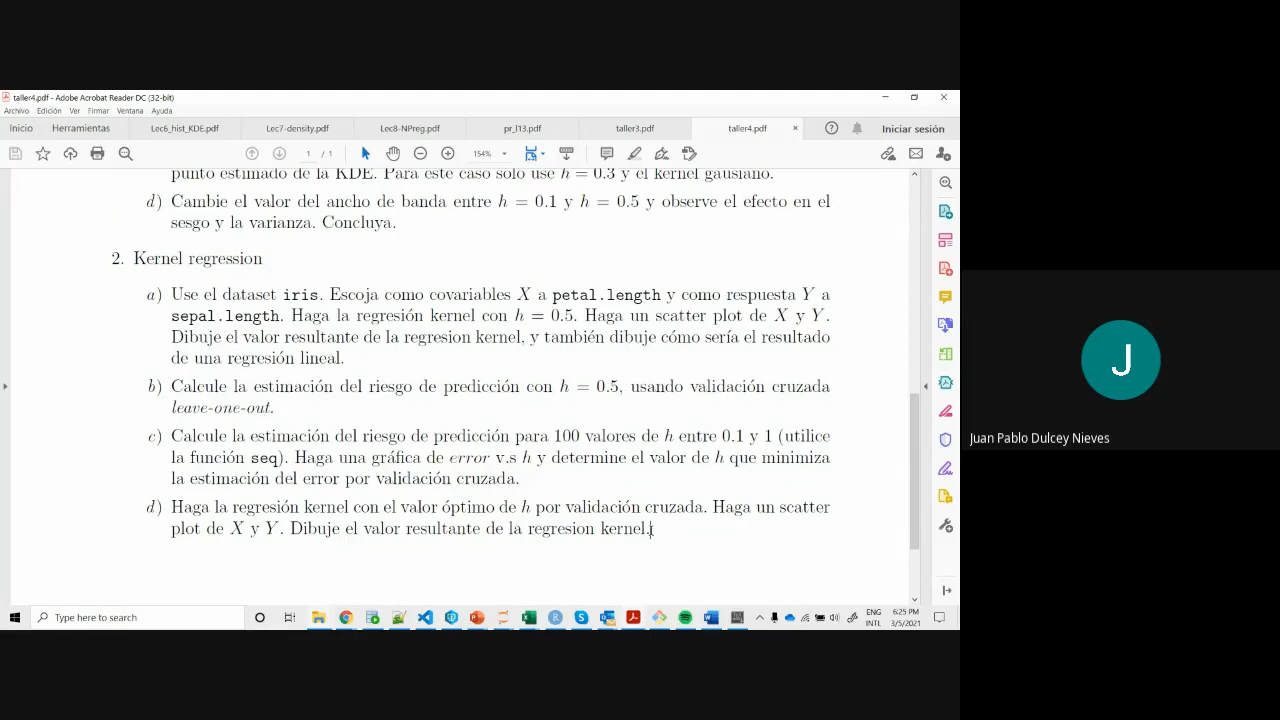 taller4.pdf - Adobe Acrobat Reader DC (32-bit)
Archivo Edición Ver Firmar Ventana Ayuda
Inicio Herramientas Lec6_hist_KDE.pdf Lec7-density.pdf Lec8-NPreg.pdf pr_l13.pdf taller3.pdf taller4.pdf × Iniciar sesión
1 / 1 154%
punto estimado de la KDE. Para este caso solo use h = 0.3 y el kernel gausiano.
d) Cambie el valor del ancho de banda entre h = 0.1 y h = 0.5 y observe el efecto en el
sesgo y la varianza. Concluya.
2. Kernel regression
a) Use el dataset iris. Escoja como covariables X a petal.length y como respuesta Y a
sepal.length. Haga la regresión kernel con h = 0.5. Haga un scatter plot de X y Y.
Dibuje el valor resultante de la regresion kernel, y también dibuje cómo sería el resultado
de una regresión lineal.
b) Calcule la estimación del riesgo de predicción con h = 0.5, usando validación cruzada
leave-one-out.
c) Calcule la estimación del riesgo de predicción para 100 valores de h entre 0.1 y 1 (utilice
la función seq). Haga una gráfica de error v.s h y determine el valor de h que minimiza
la estimación del error por validación cruzada.
d) Haga la regresión kernel con el valor óptimo de h por validación cruzada. Haga un scatter
plot de X y Y. Dibuje el valor resultante de la regresion kernel.
J
Juan Pablo Dulcey Nieves
Type here to search
ENG
INTL
6:25 PM
3/5/2021